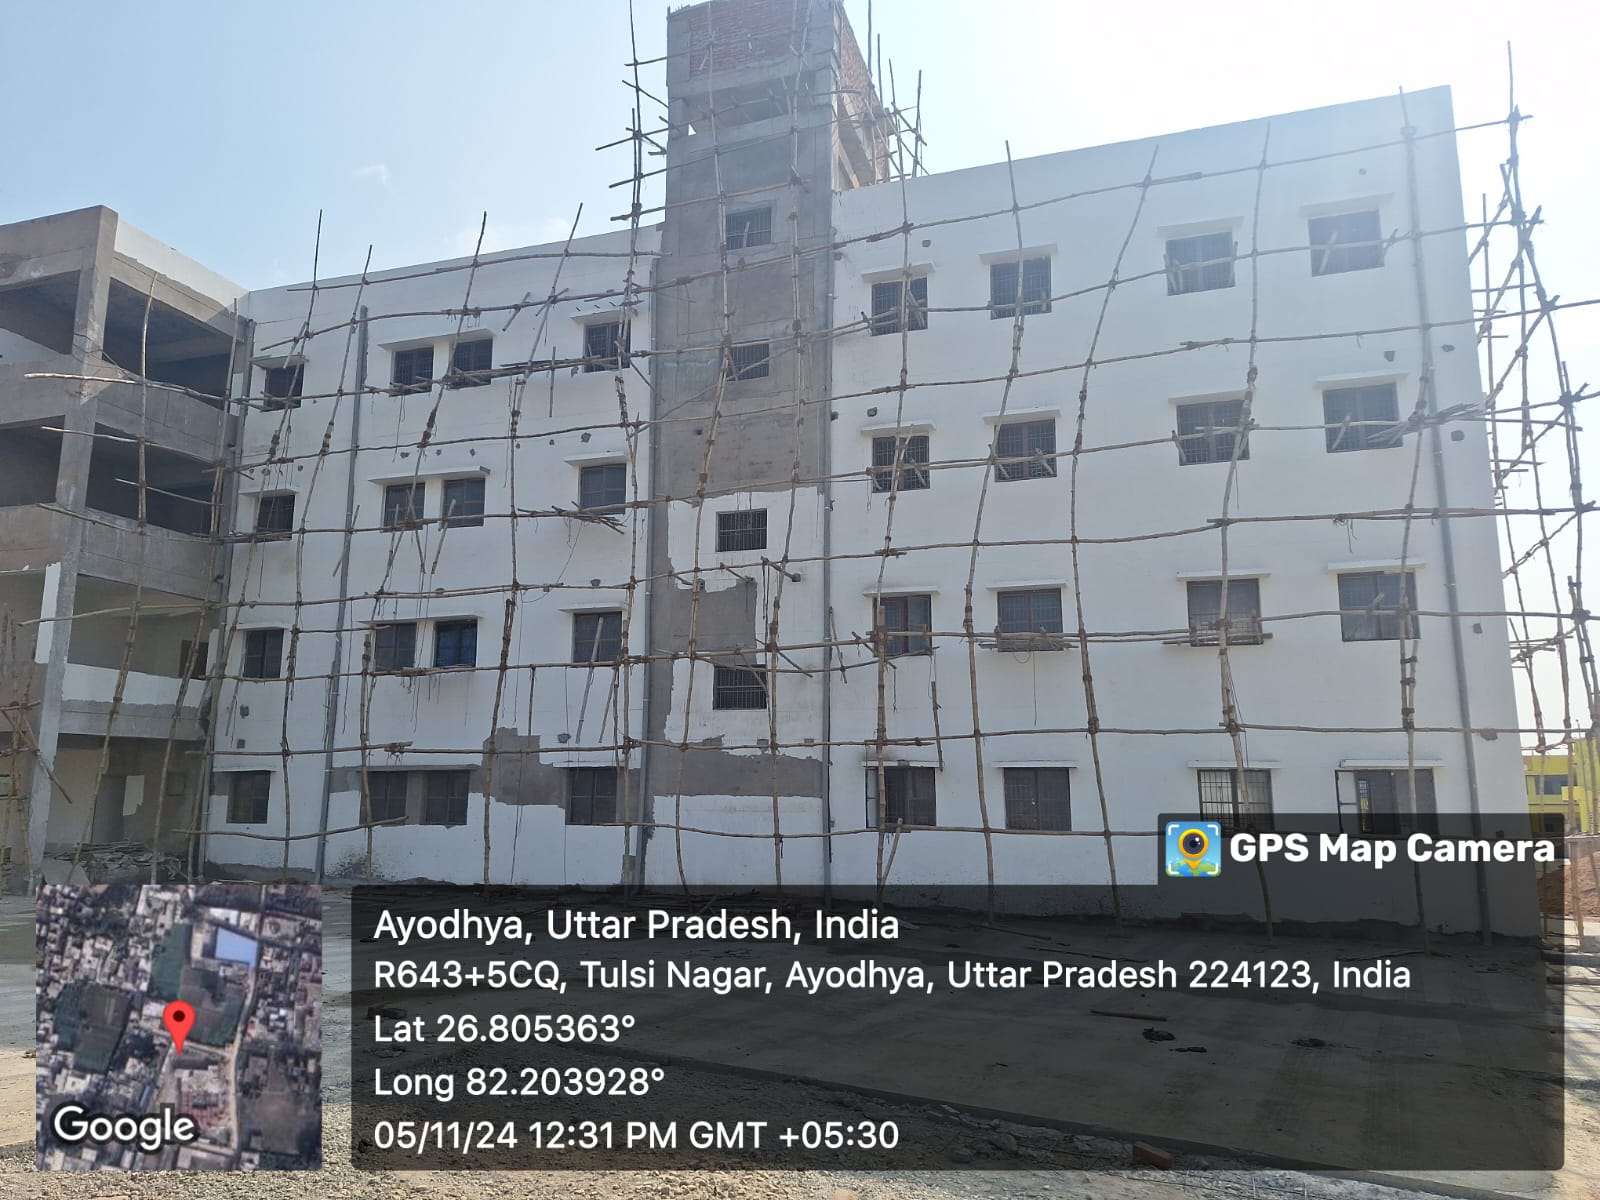 GPS Map Camera
Ayodhya, Uttar Pradesh, India
R643+5CQ, Tulsi Nagar, Ayodhya, Uttar Pradesh 224123, India
Lat 26.805363°
Long 82.203928°
05/11/24 12:31 PM GMT +05:30
Google